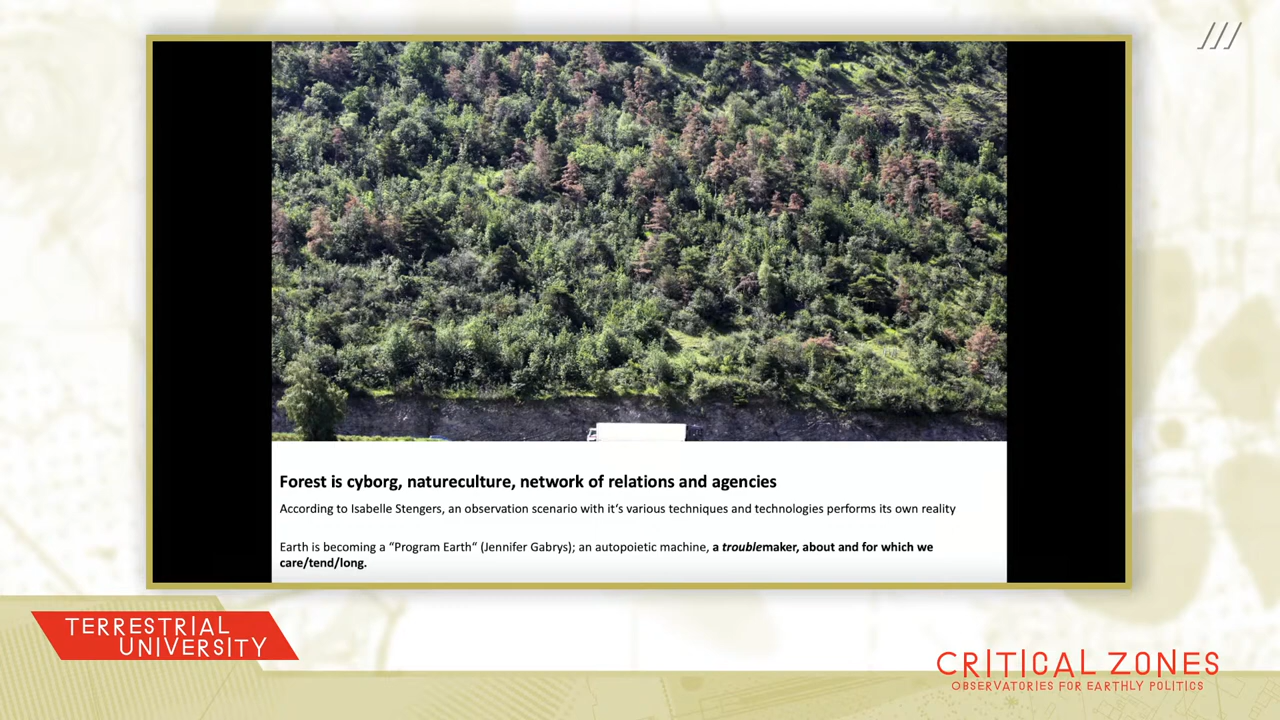 Forest is cyborg, natureculture, network of relations and agencies
According to Isabelle Stengers, an observation scenario with it‘s various techniques and technologies performs its own reality
Earth is becoming a “Program Earth“ (Jennifer Gabrys); an autopoietic machine, a troublemaker, about and for which we
care/tend/long.
TERRESTRIAL
UNIVERSITY
CRITICAL ZONES
OBSERVATORIES FOR EARTHLY POLITICS